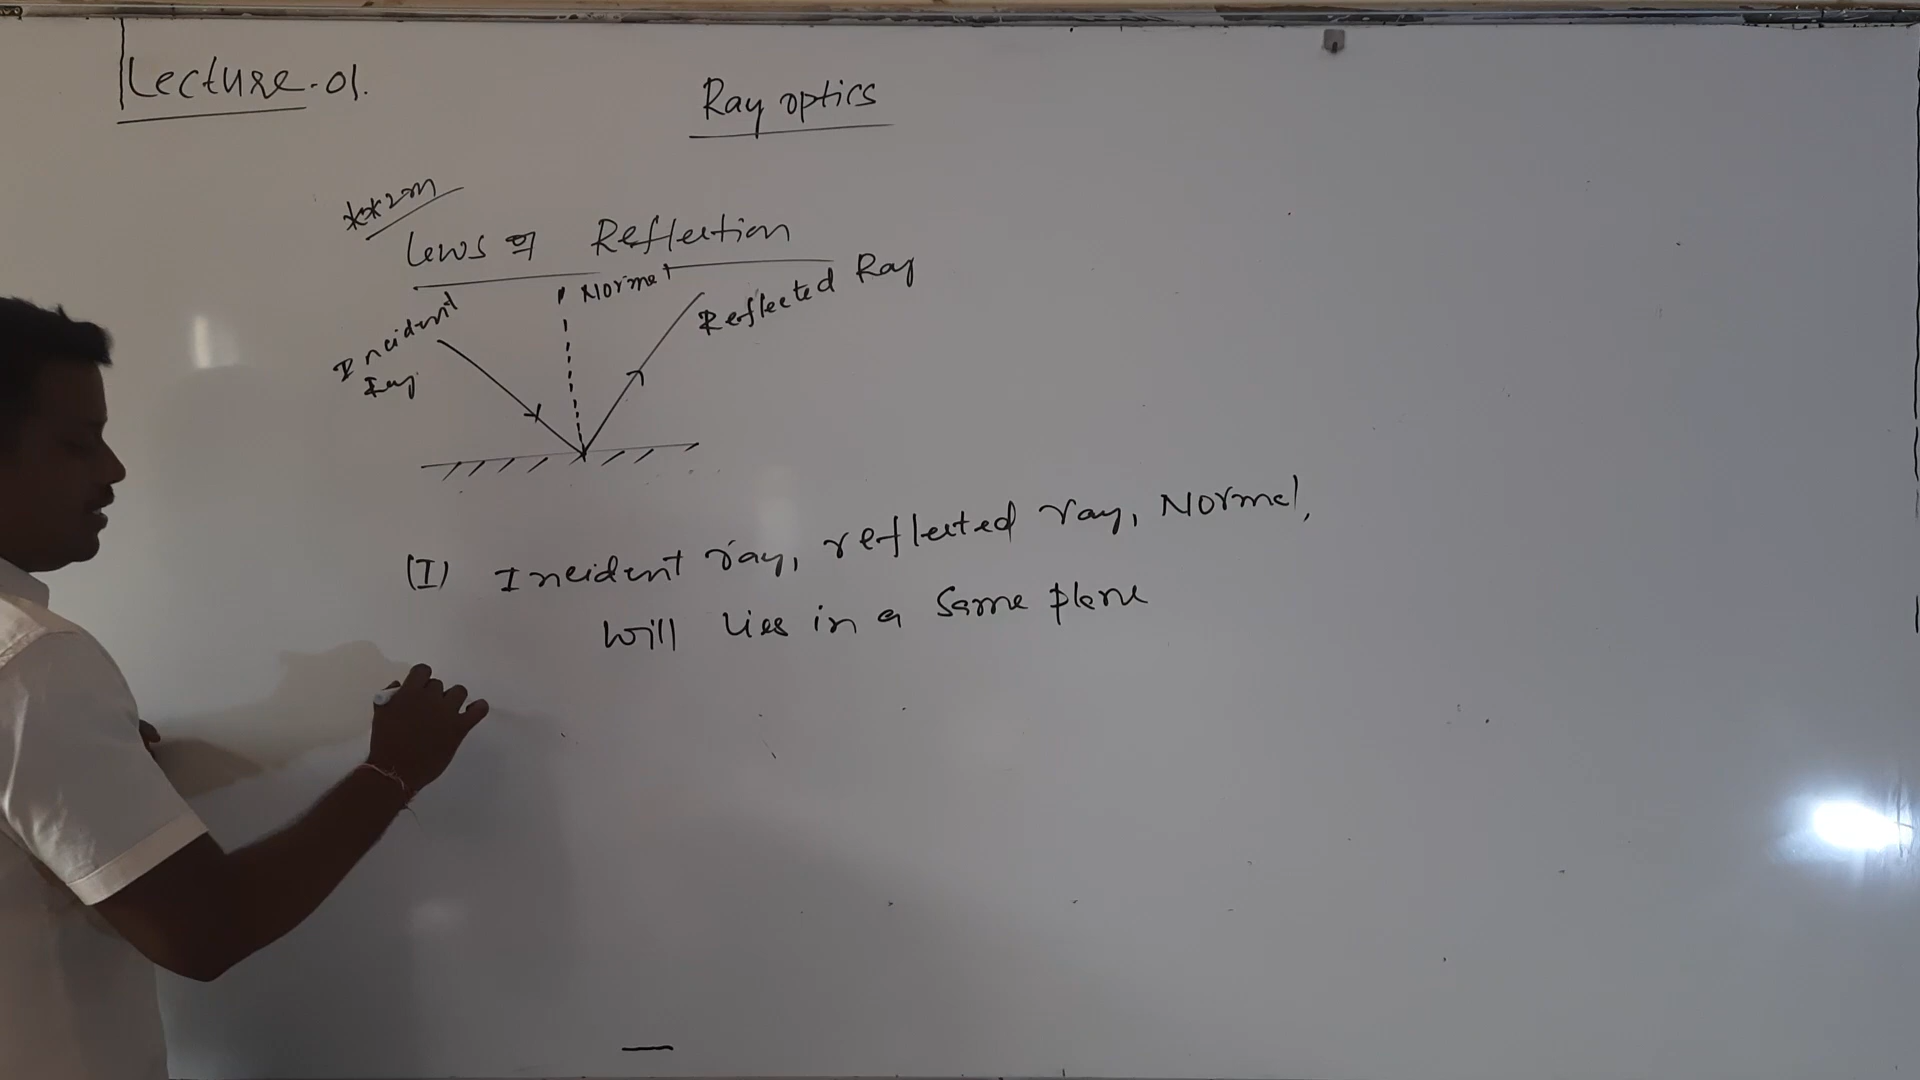 Lecture-01.
Ray optics
**2m
Laws of Reflection
Normal
Incident
Ray
Reflected Ray
(I) Incident ray, reflected ray, Normal,
will lies in a same plane